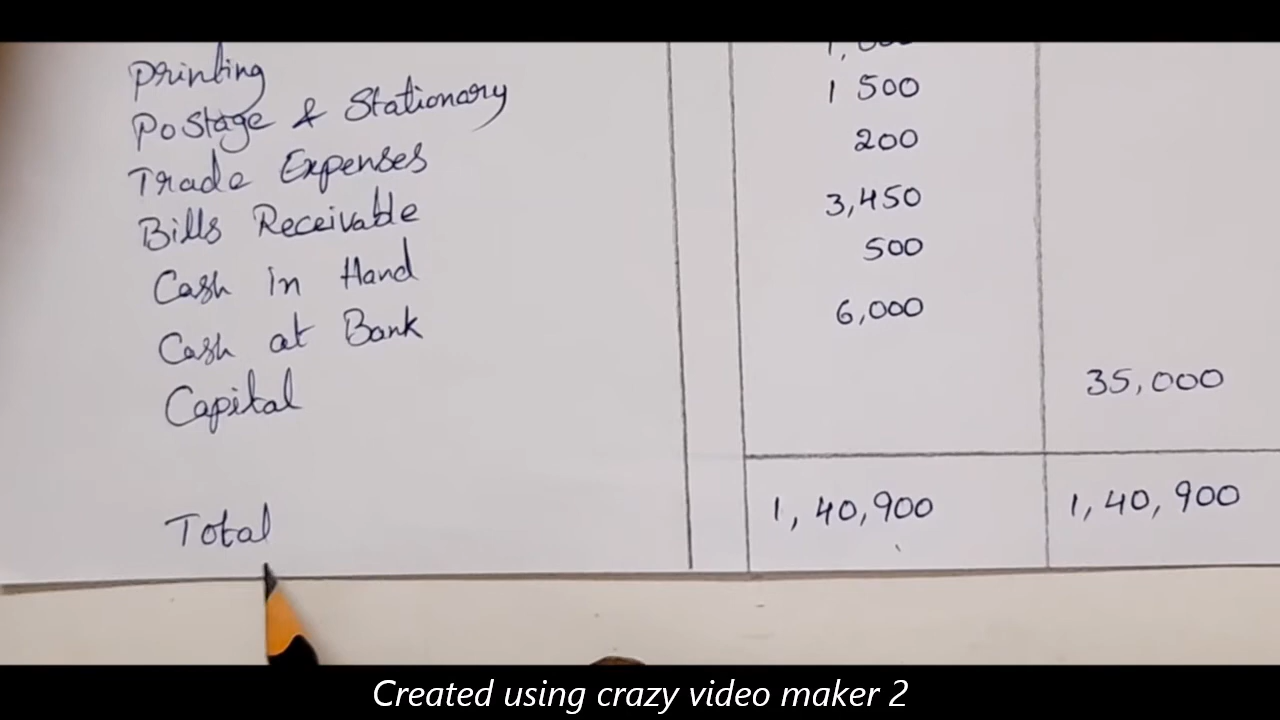 Printing
1 500
Postage & Stationary
200
Trade Expenses
3,450
Bills Receivable
500
Cash in Hand
6,000
Cash at Bank
Capital 35,000
Total 1,40,900 1,40,900
Created using crazy video maker 2